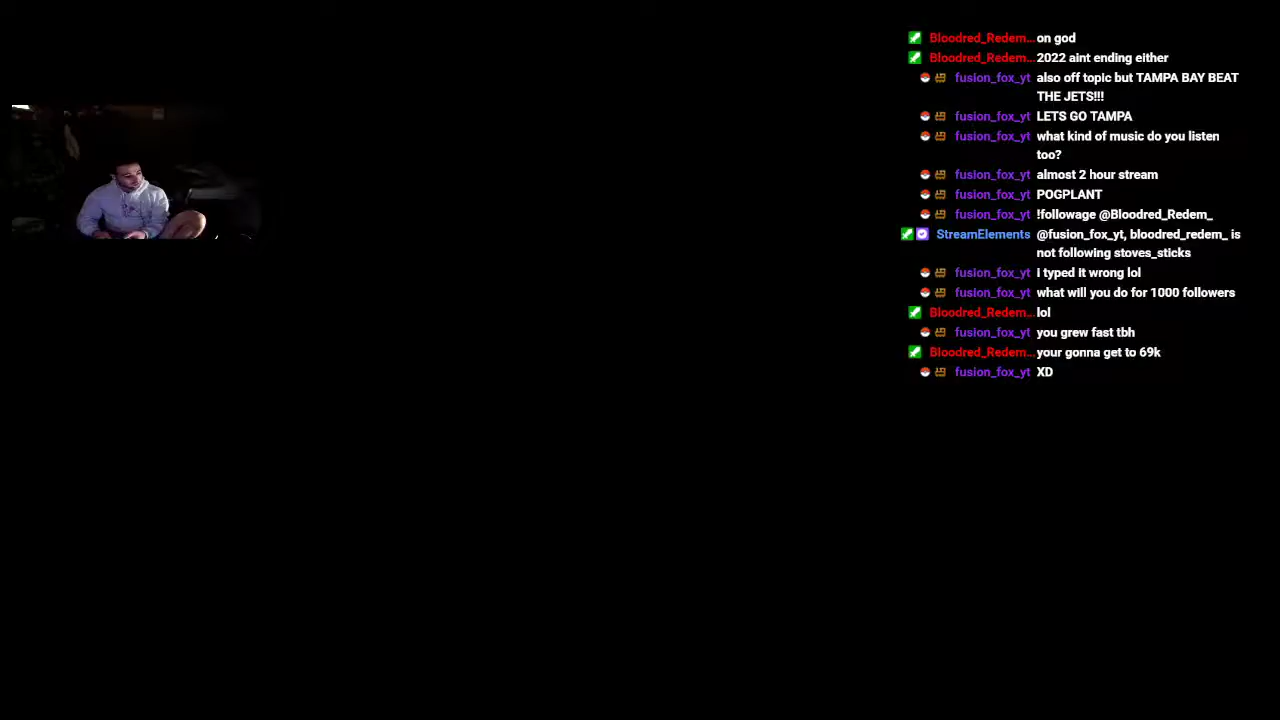 Bloodred_Redem... on god
Bloodred_Redem... 2022 aint ending either
fusion_fox_yt also off topic but TAMPA BAY BEAT
THE JETS!!!
fusion_fox_yt LETS GO TAMPA
fusion_fox_yt what kind of music do you listen
too?
fusion_fox_yt almost 2 hour stream
fusion_fox_yt POGPLANT
fusion_fox_yt !followage @Bloodred_Redem_
StreamElements @fusion_fox_yt, bloodred_redem_ is
not following stoves_sticks
fusion_fox_yt I typed it wrong lol
fusion_fox_yt what will you do for 1000 followers
Bloodred_Redem... lol
fusion_fox_yt you grew fast tbh
Bloodred_Redem... your gonna get to 69k
fusion_fox_yt XD